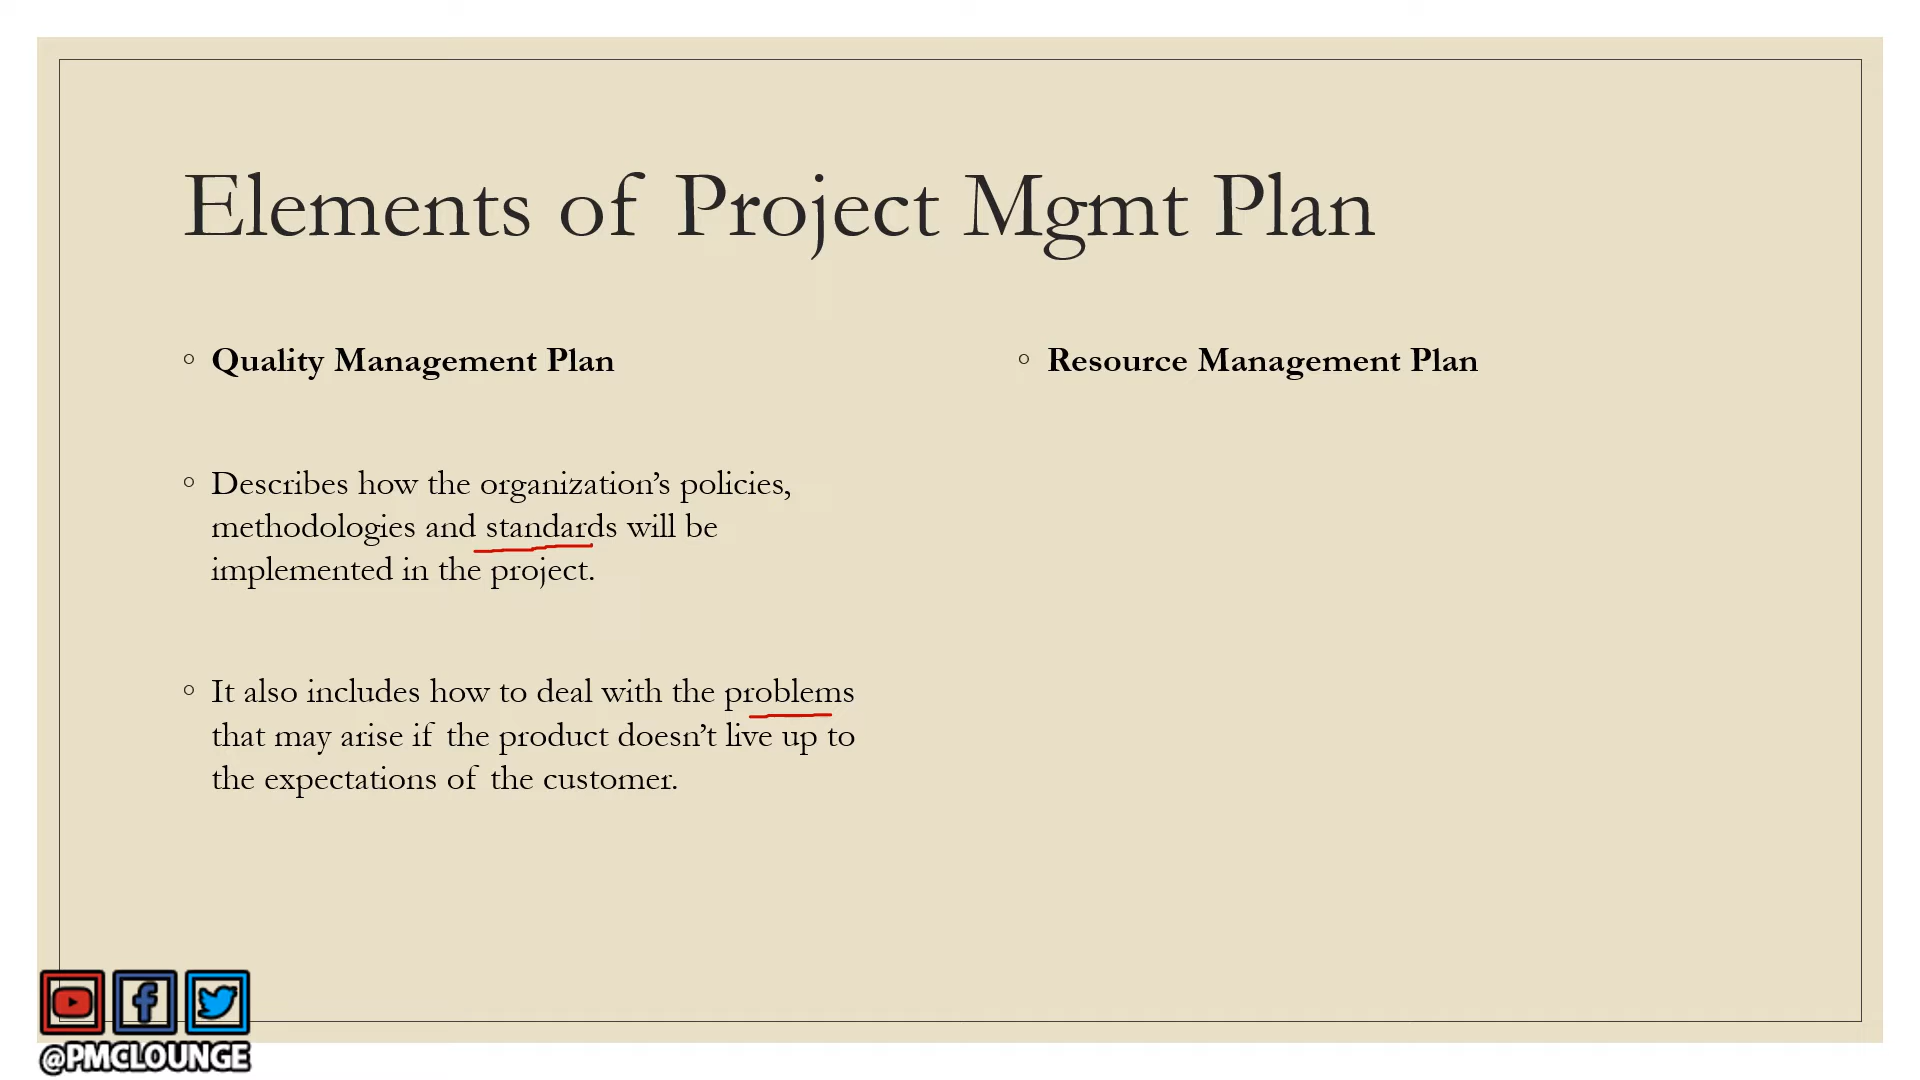 Elements of Project Mgmt Plan
◦ Quality Management Plan
◦ Describes how the organization’s policies,
methodologies and standards will be
implemented in the project.
◦ It also includes how to deal with the problems
that may arise if the product doesn’t live up to
the expectations of the customer.
◦ Resource Management Plan
@PMCLOUNGE